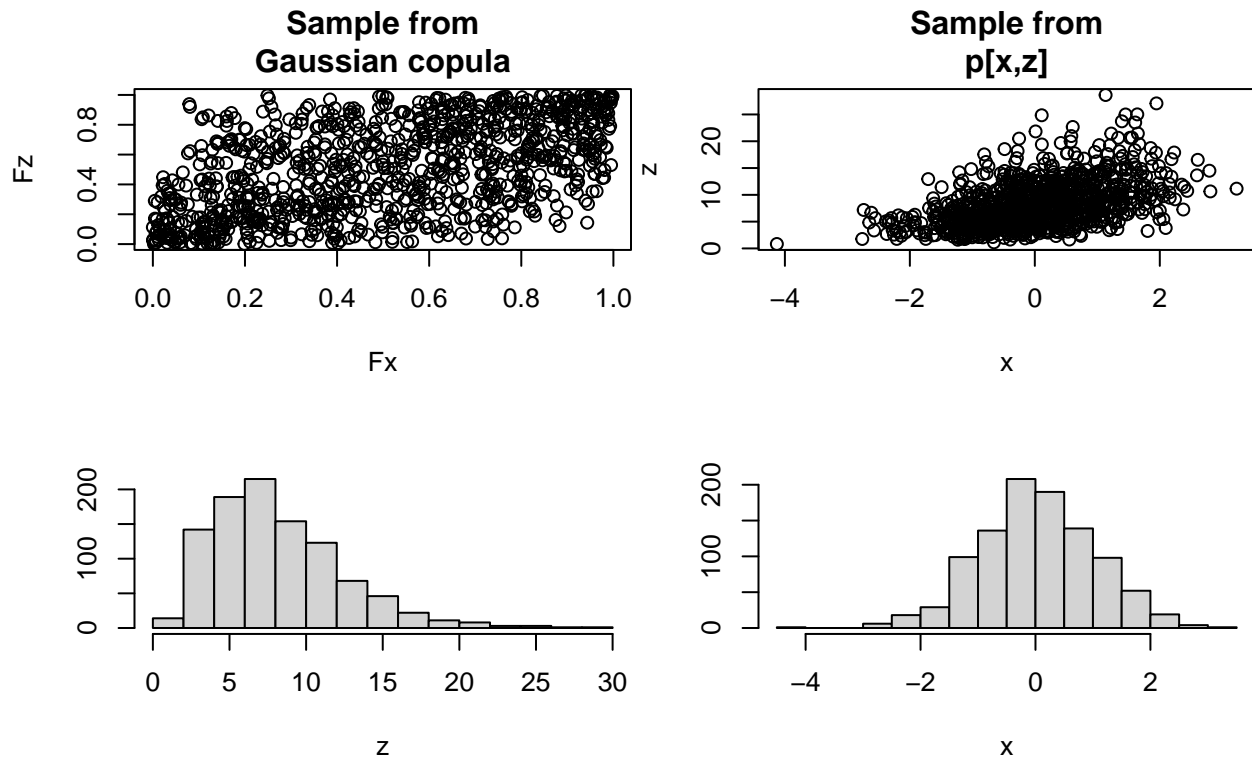 Sample from
Gaussian copula
Fz
0.0 0.4 0.8
0.0 0.2 0.4 0.6 0.8 1.0
Fx
Sample from
p[x,z]
z
0 10 20
−4 −2 0 2
x
0 100 200
0 5 10 15 20 25 30
z
0 100 200
−4 −2 0 2
x